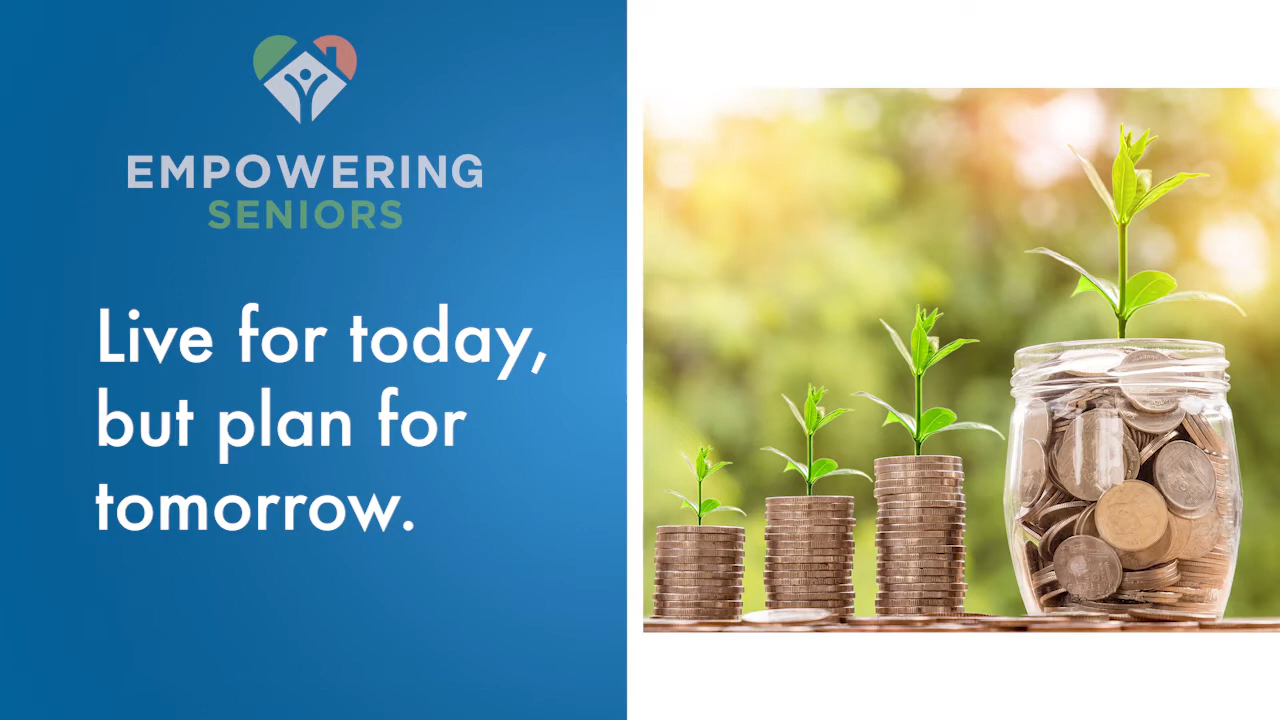 EMPOWERING
SENIORS
Live for today,
but plan for
tomorrow.